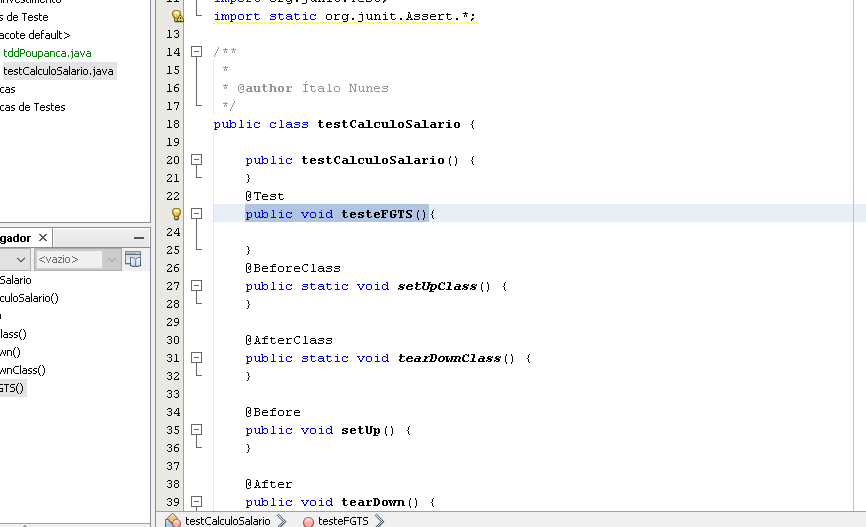 s de Teste
acote default>
tddPoupanca.java
testCalculoSalario.java
cas
cas de Testes
gador
<vazio>
Salario
culoSalario()
lass()
wn()
wnClass()
GTS()
import static org.junit.Assert.*;
13
14 /**
15 *
16 * @author Ítalo Nunes
17 */
18 public class testCalculoSalario {
19
20 public testCalculoSalario() {
21 }
22 @Test
public void testeFGTS(){
24
25 }
26 @BeforeClass
27 public static void setUpClass() {
28 }
29
30 @AfterClass
31 public static void tearDownClass() {
32 }
33
34 @Before
35 public void setUp() {
36 }
37
38 @After
39 public void tearDown() {
testCalculoSalario testeFGTS